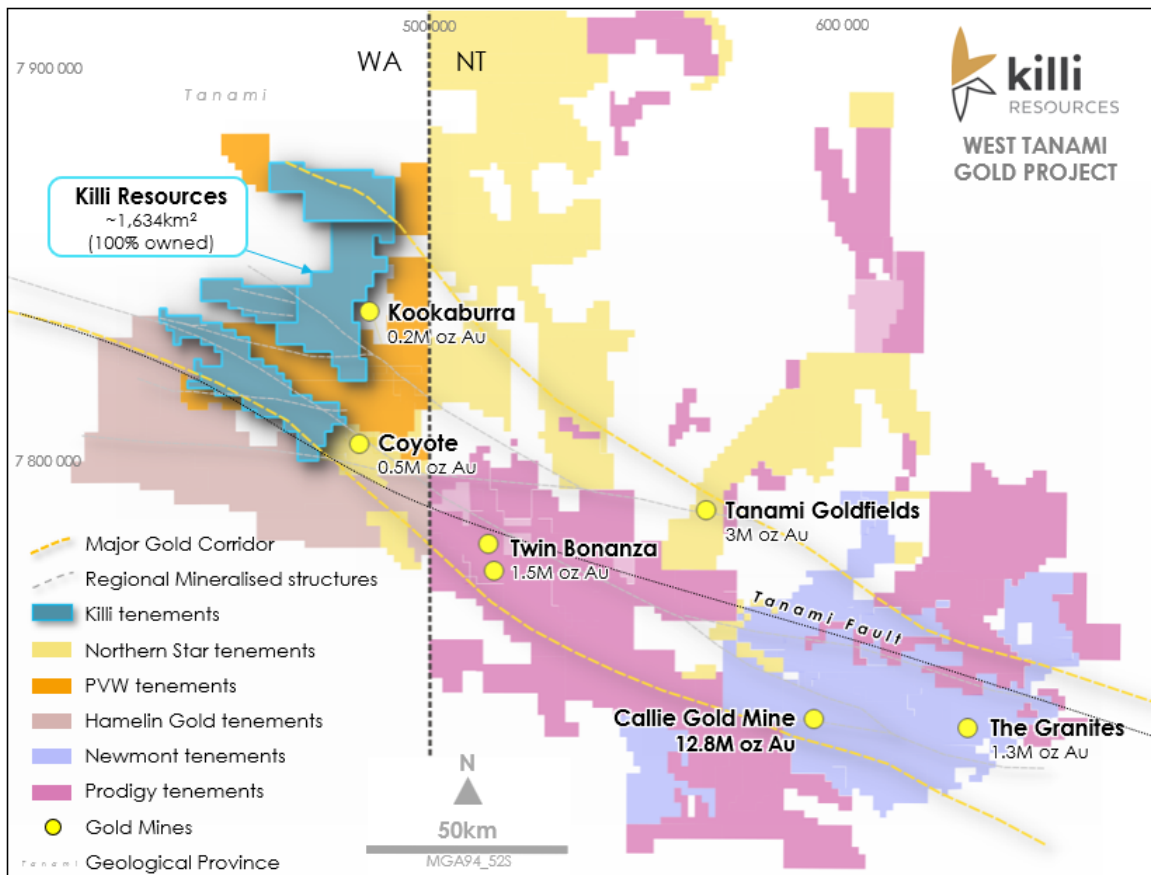 500 000
600 000
WA
NT
7 900 000
Tanami
killi
RESOURCES
WEST TANAMI
GOLD PROJECT
Killi Resources
~1,634km²
(100% owned)
Kookaburra
0.2M oz Au
Coyote
0.5M oz Au
7 800 000
Tanami Goldfields
3M oz Au
Twin Bonanza
1.5M oz Au
Tanami Fault
Callie Gold Mine
12.8M oz Au
The Granites
1.3M oz Au
Major Gold Corridor
Regional Mineralised structures
Killi tenements
Northern Star tenements
PVW tenements
Hamelin Gold tenements
Newmont tenements
Prodigy tenements
Gold Mines
Tanami Geological Province
N
50km
MGA94_52S